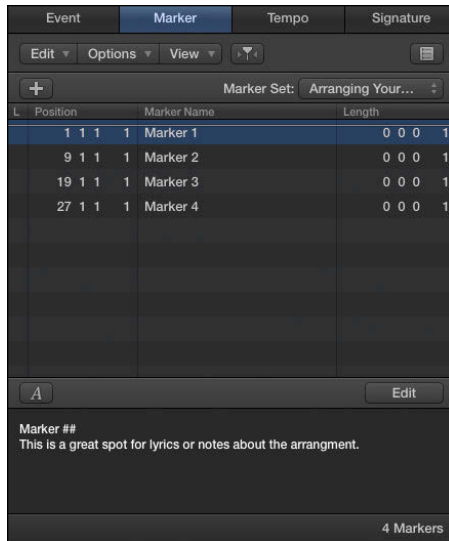 Event Marker Tempo Signature
Edit Options View
Marker Set: Arranging Your...
L Position Marker Name Length
1 1 1 1 Marker 1 0 0 0 1
9 1 1 1 Marker 2 0 0 0 1
19 1 1 1 Marker 3 0 0 0 1
27 1 1 1 Marker 4 0 0 0 1
A Edit
Marker ##
This is a great spot for lyrics or notes about the arrangment.
4 Markers